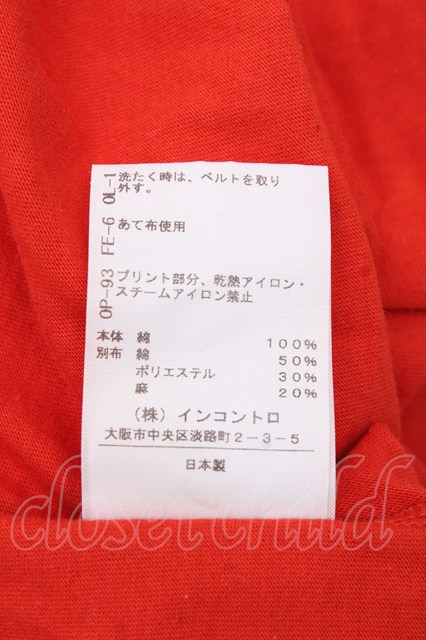 洗たく時は、ベルトを取り
外す。
あて布使用
プリント部分、乾熱アイロン・
スチームアイロン禁止
本体 綿 100%
別布 綿 50%
ポリエステル 30%
麻 20%
(株) インコントロ
大阪市中央区淡路町2-3-5
日本製
OP-93 FE-6 OL-1
closet child